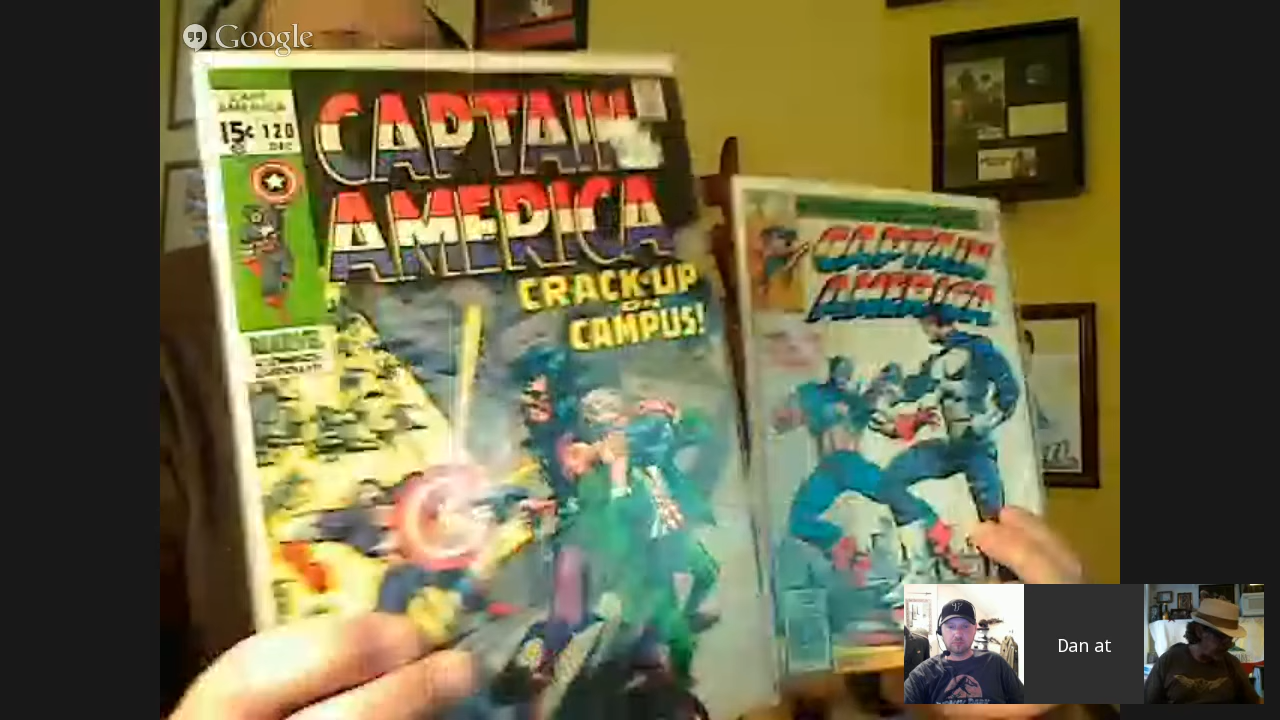 Google
CAPT.
AMERICA
15¢ 120
DEC
CAPTAIN
AMERICA
CRACK-UP
ON
CAMPUS!
MARVEL
CAPTAIN
AMERICA
Dan at